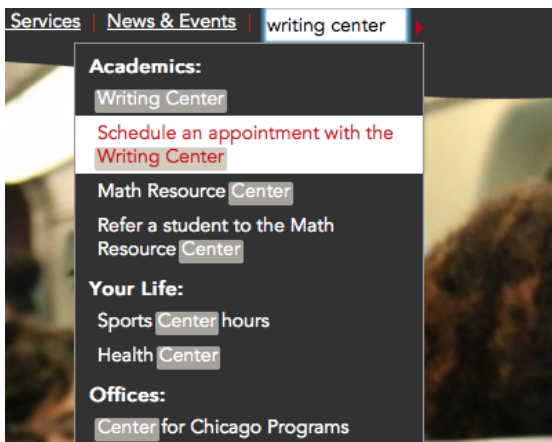 Services | News & Events | writing center
Academics:
Writing Center
Schedule an appointment with the
Writing Center
Math Resource Center
Refer a student to the Math
Resource Center
Your Life:
Sports Center hours
Health Center
Offices:
Center for Chicago Programs